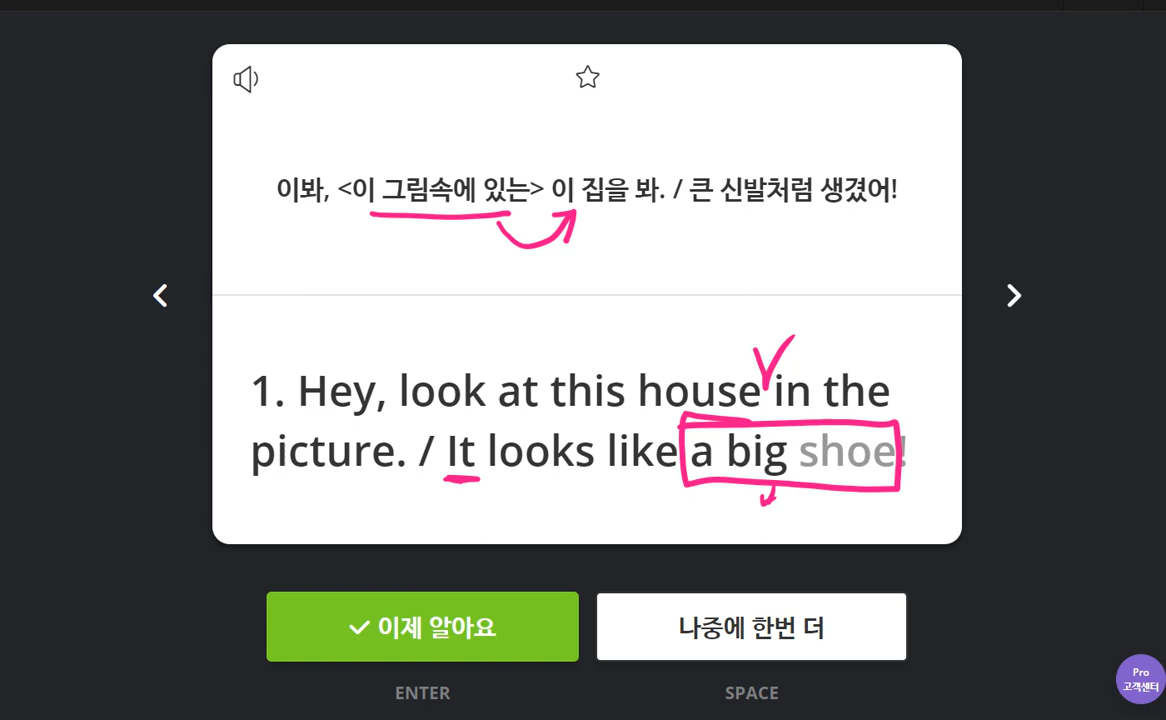 이봐, <이 그림속에 있는> 이 집을 봐. / 큰 신발처럼 생겼어!
1. Hey, look at this house in the
picture. / It looks like a big shoe!
이제 알아요
나중에 한번 더
ENTER
SPACE
Pro
고객센터